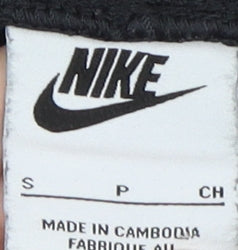 NIKE
S P CH
MADE IN CAMBODIA
FABRIQUE AU